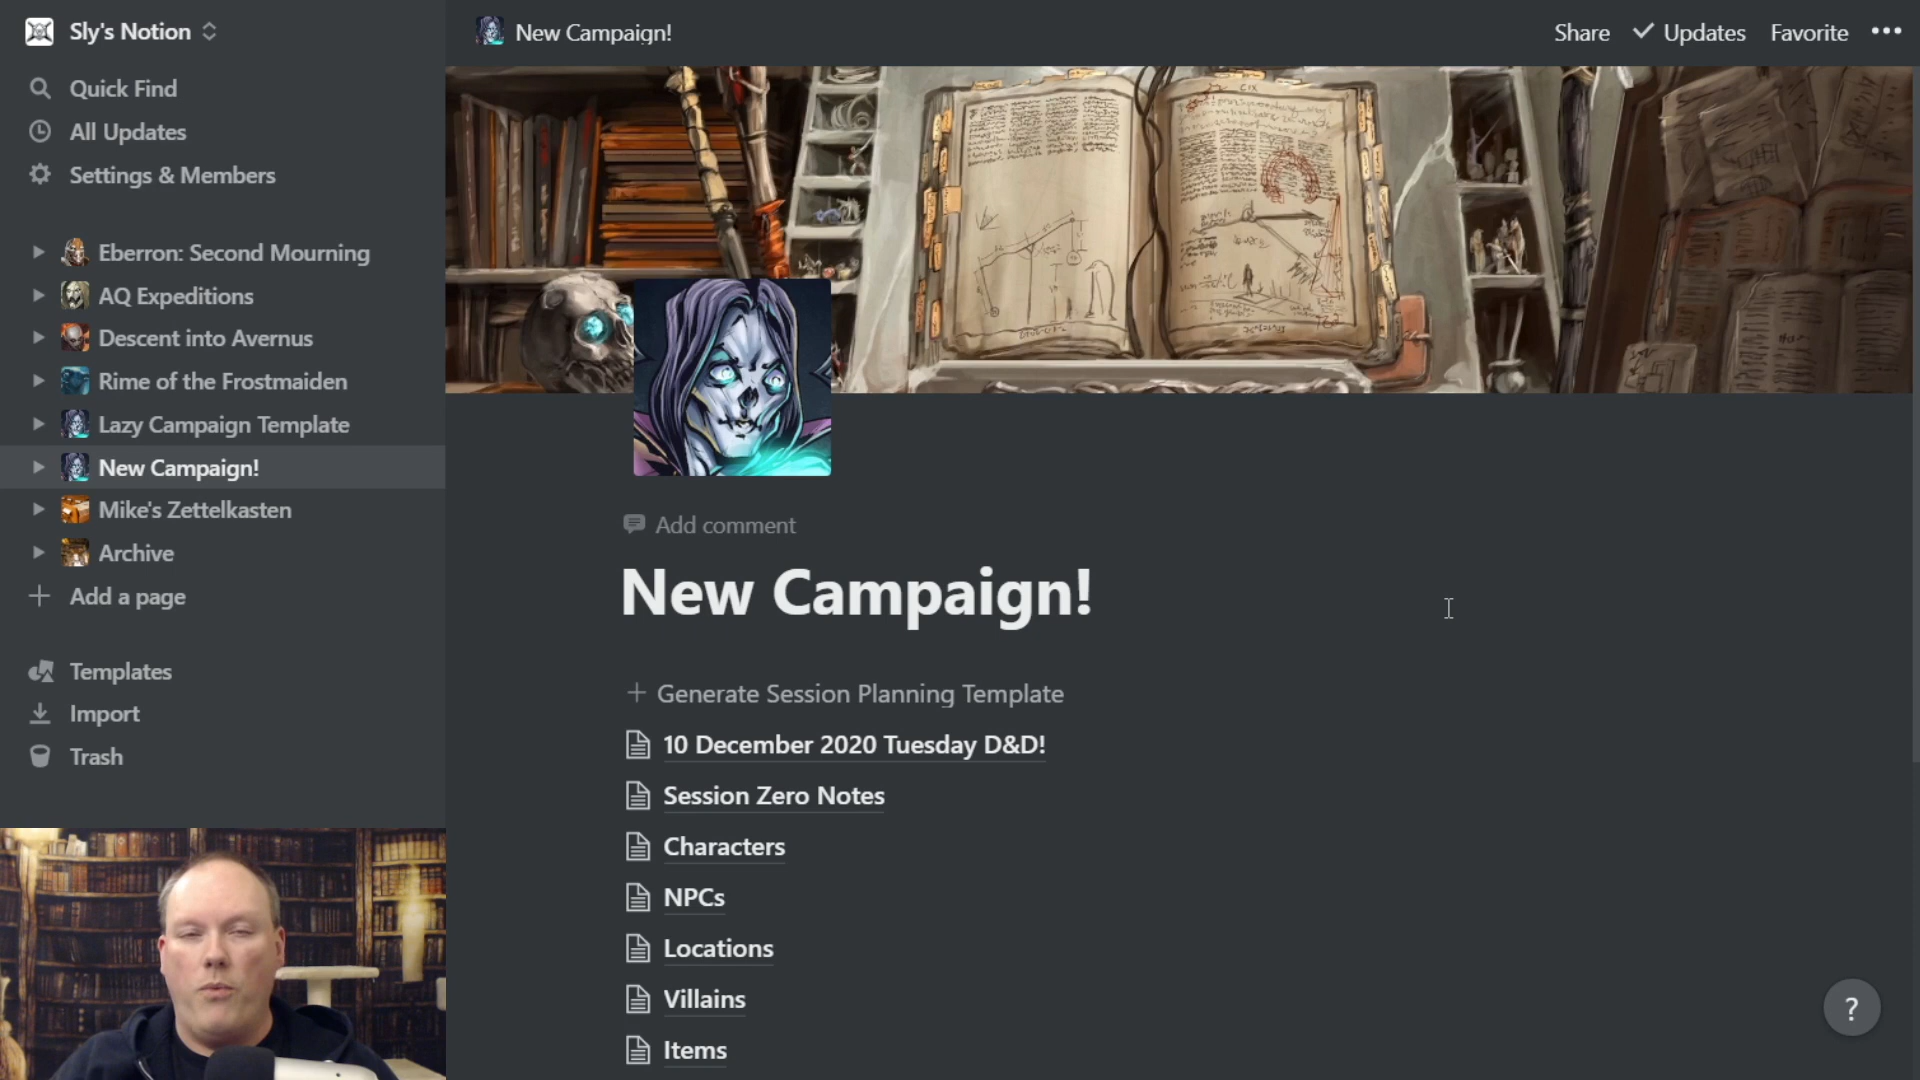 Sly's Notion
Quick Find
All Updates
Settings & Members
Eberron: Second Mourning
AQ Expeditions
Descent into Avernus
Rime of the Frostmaiden
Lazy Campaign Template
New Campaign!
Mike's Zettelkasten
Archive
Add a page
Templates
Import
Trash
New Campaign!
Share
Updates
Favorite
Add comment
New Campaign!
Generate Session Planning Template
10 December 2020 Tuesday D&D!
Session Zero Notes
Characters
NPCs
Locations
Villains
Items
?